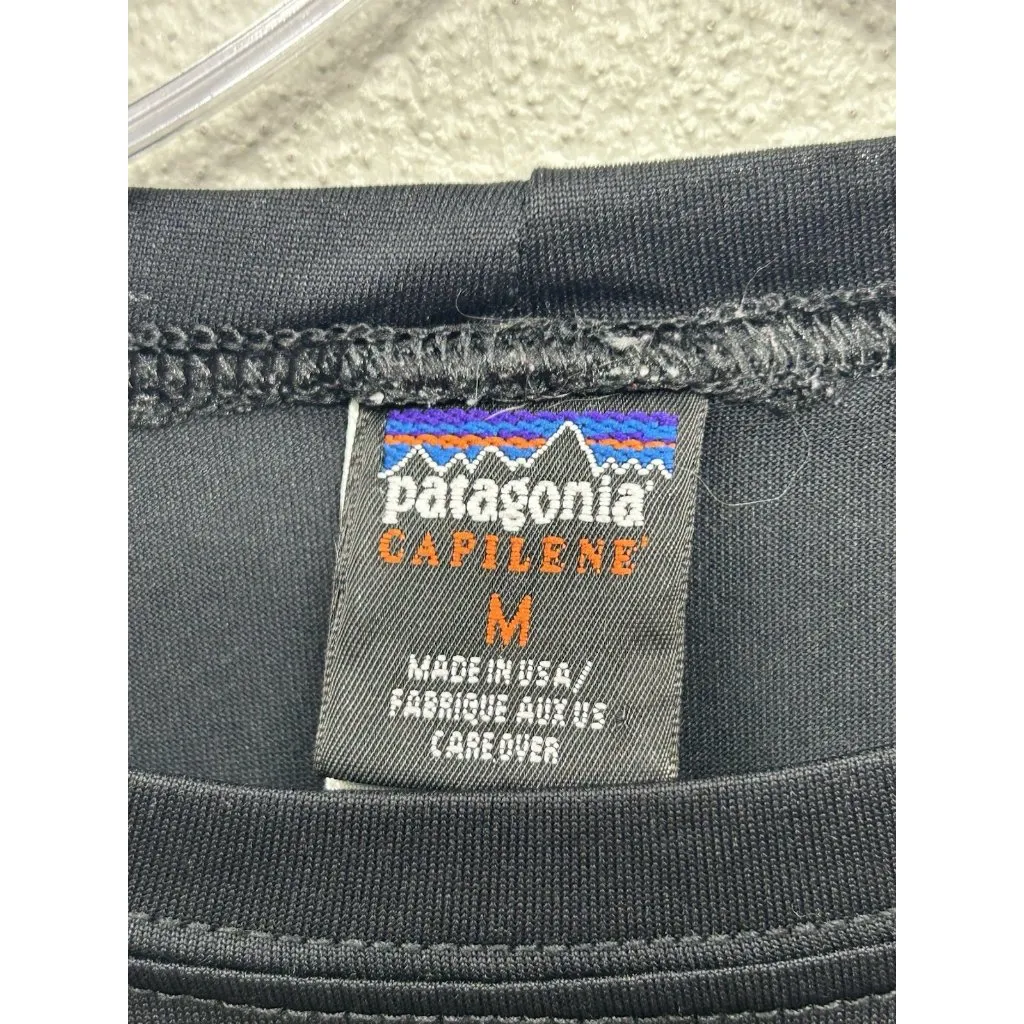 patagonia®
CAPILENE®
M
MADE IN USA/
FABRIQUE AUX US
CARE OVER